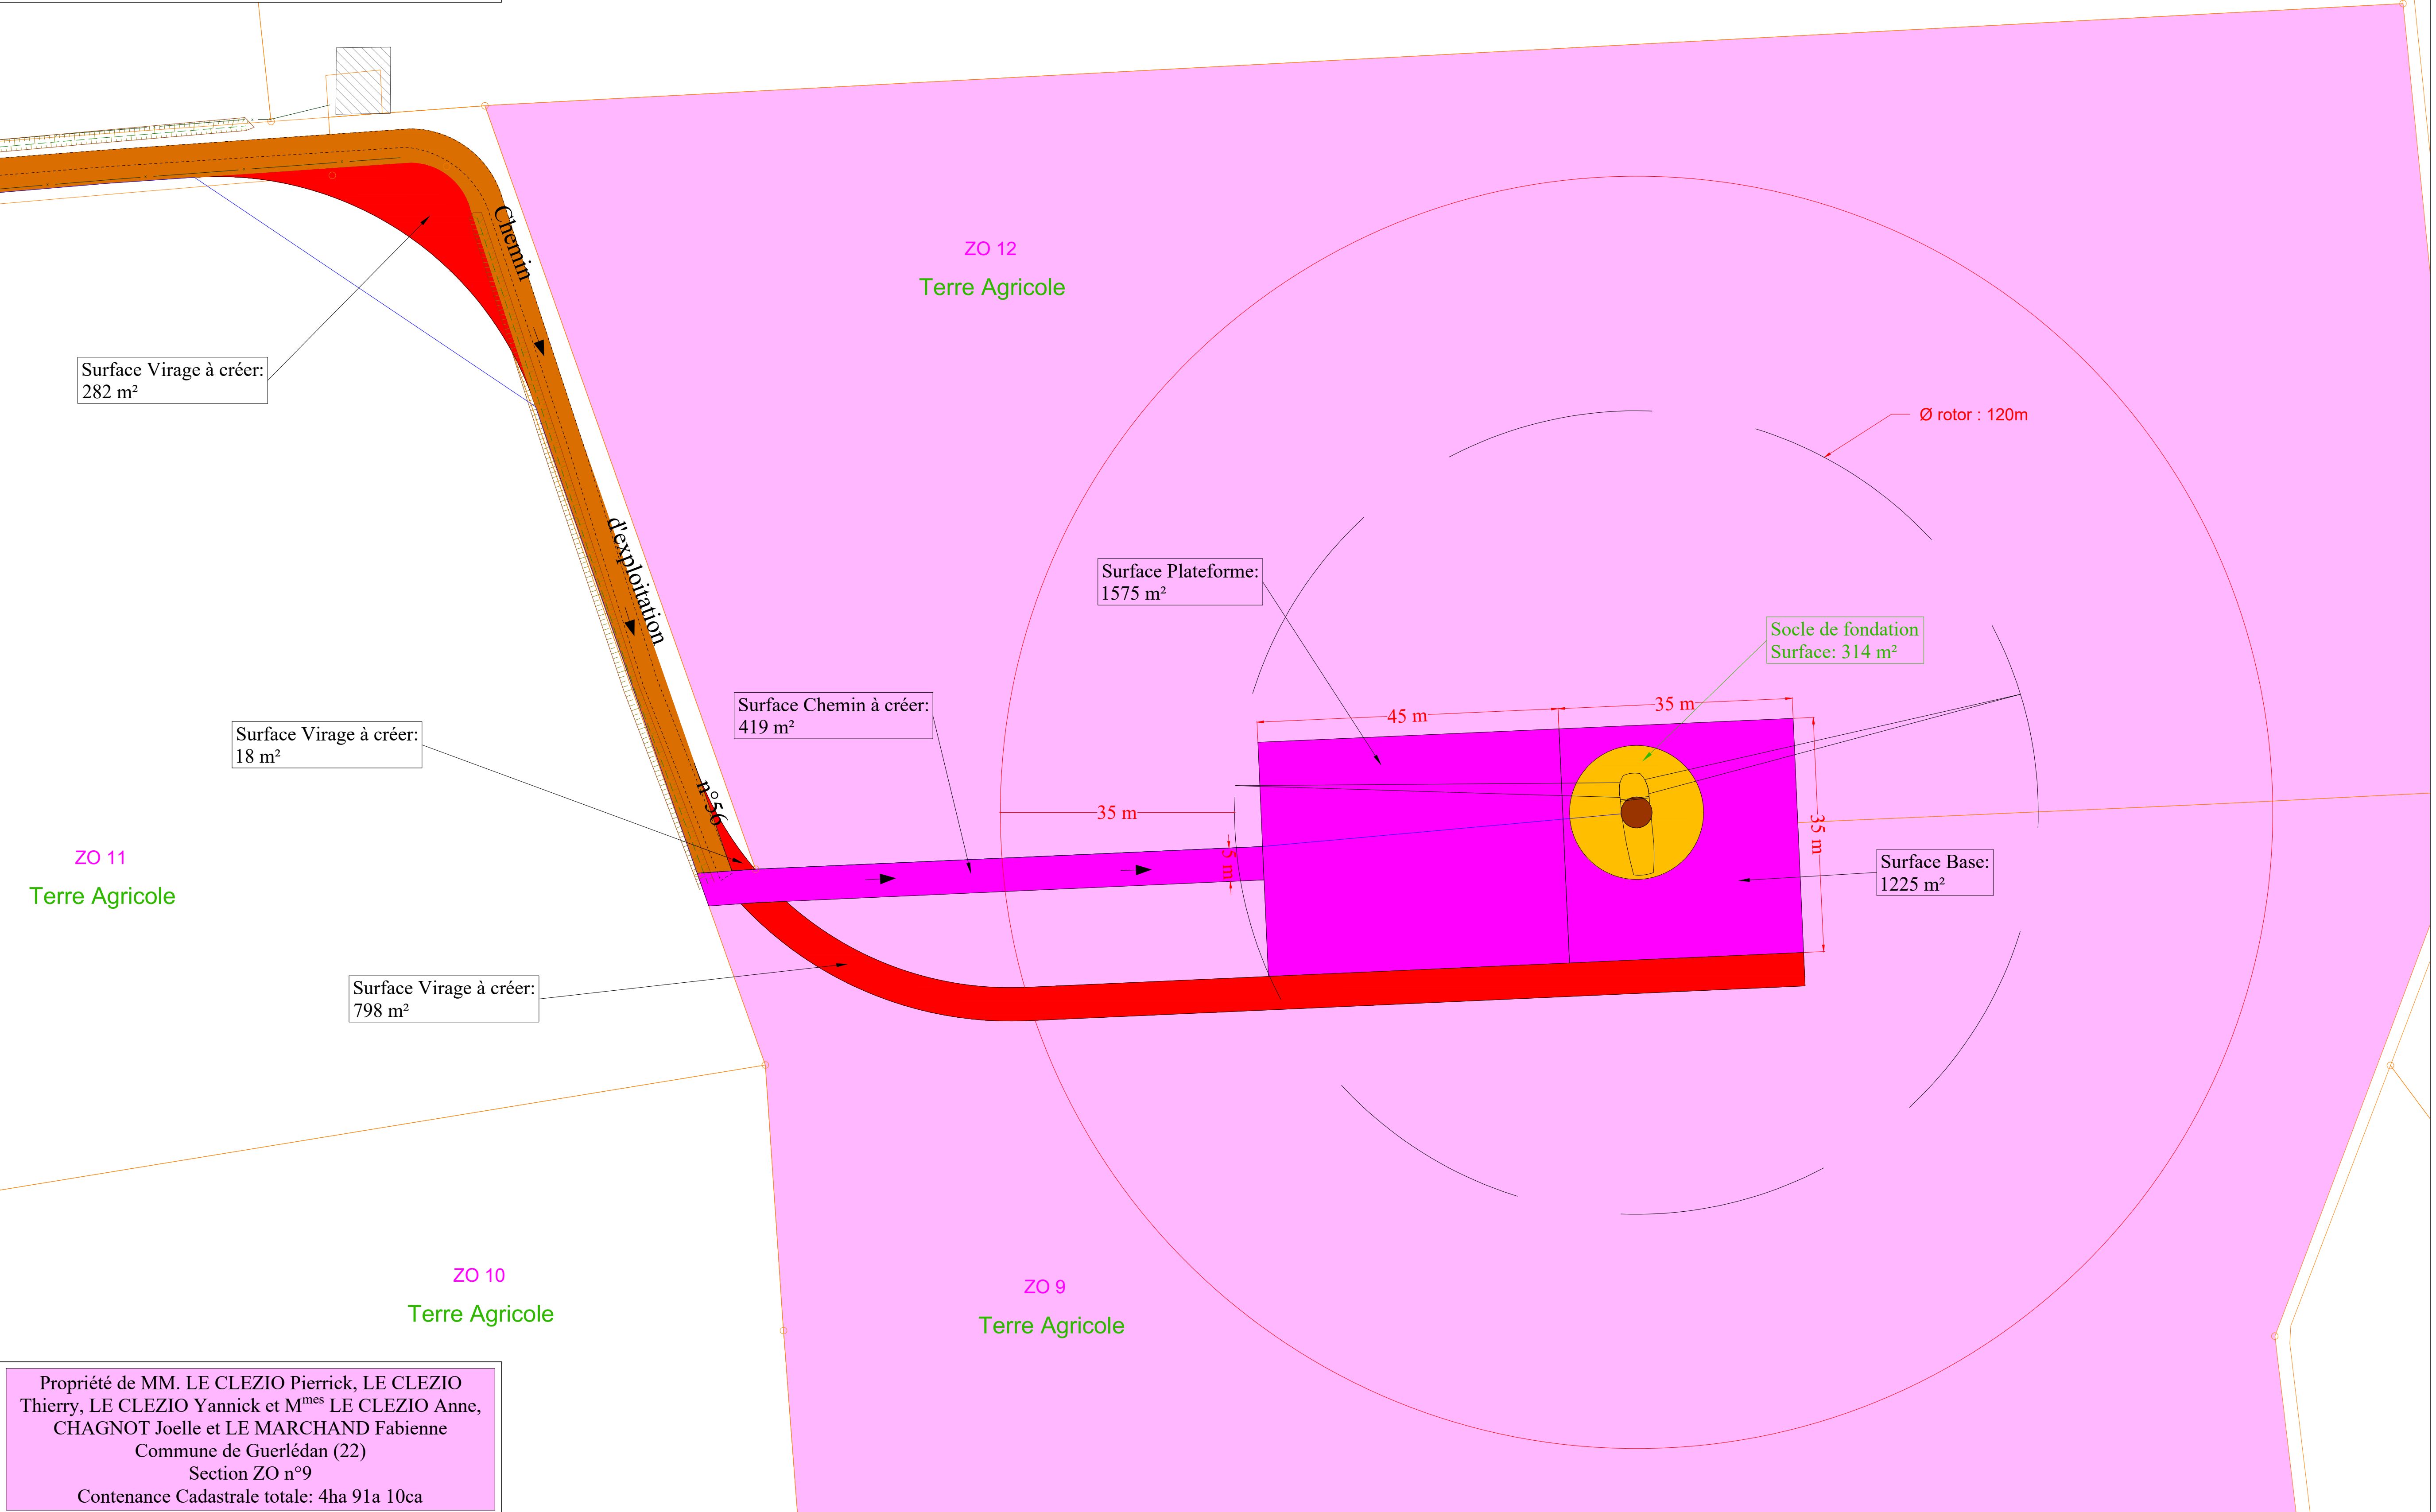 ZO 12
Terre Agricole
Chemin
Surface Virage à créer:
282 m²
Ø rotor : 120m
d'exploitation
Surface Plateforme:
1575 m²
Socle de fondation
Surface: 314 m²
Surface Chemin à créer:
419 m²
45 m
35 m
Surface Virage à créer:
18 m²
n°56
35 m
35 m
5 m
Surface Base:
1225 m²
ZO 11
Terre Agricole
Surface Virage à créer:
798 m²
ZO 10
Terre Agricole
ZO 9
Terre Agricole
Propriété de MM. LE CLEZIO Pierrick, LE CLEZIO
Thierry, LE CLEZIO Yannick et Mmes LE CLEZIO Anne,
CHAGNOT Joelle et LE MARCHAND Fabienne
Commune de Guerlédan (22)
Section ZO n°9
Contenance Cadastrale totale: 4ha 91a 10ca